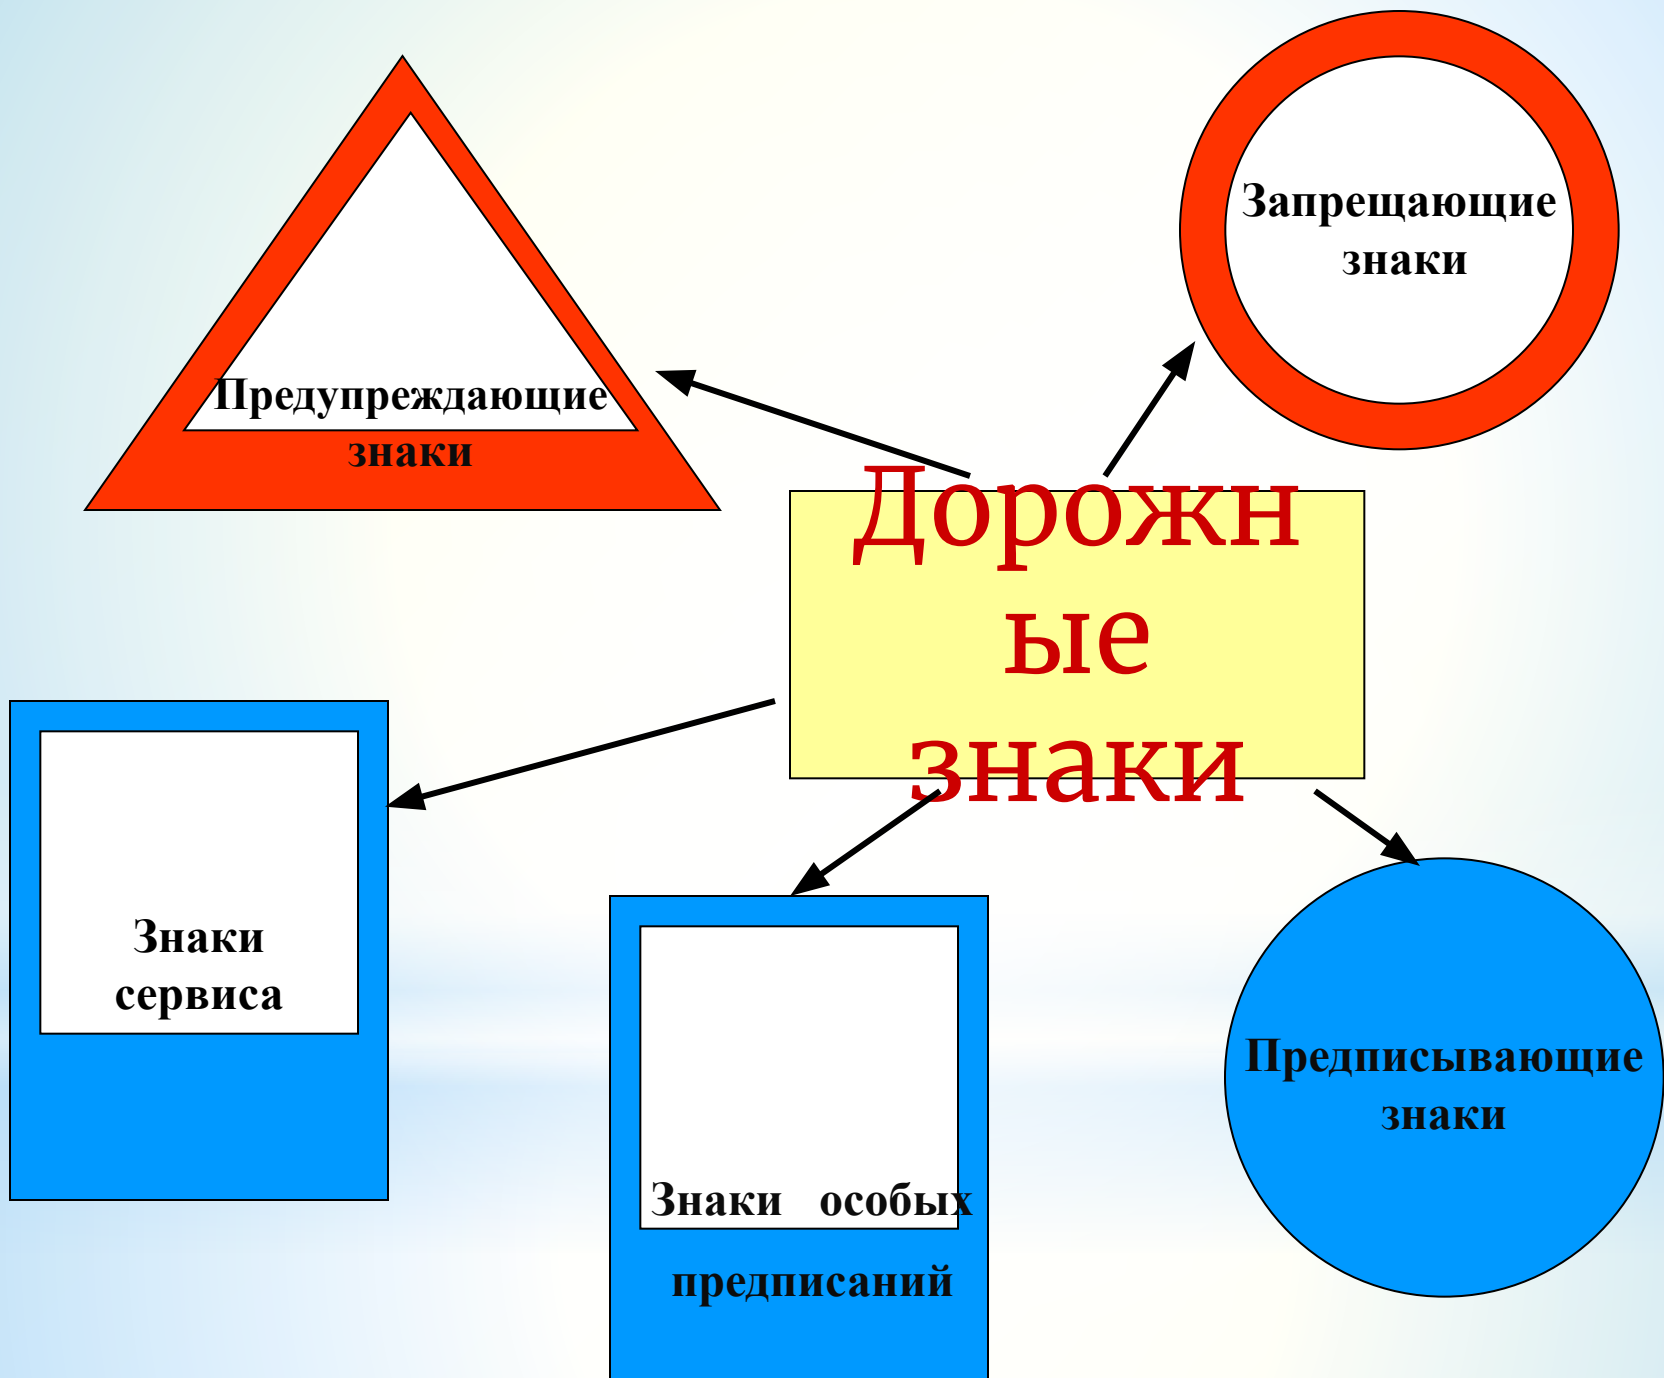 Запрещающие
знаки
Предупреждающие
знаки
Дорожн
ые
знаки
Знаки
сервиса
Предписывающие
знаки
Знаки особых
предписаний